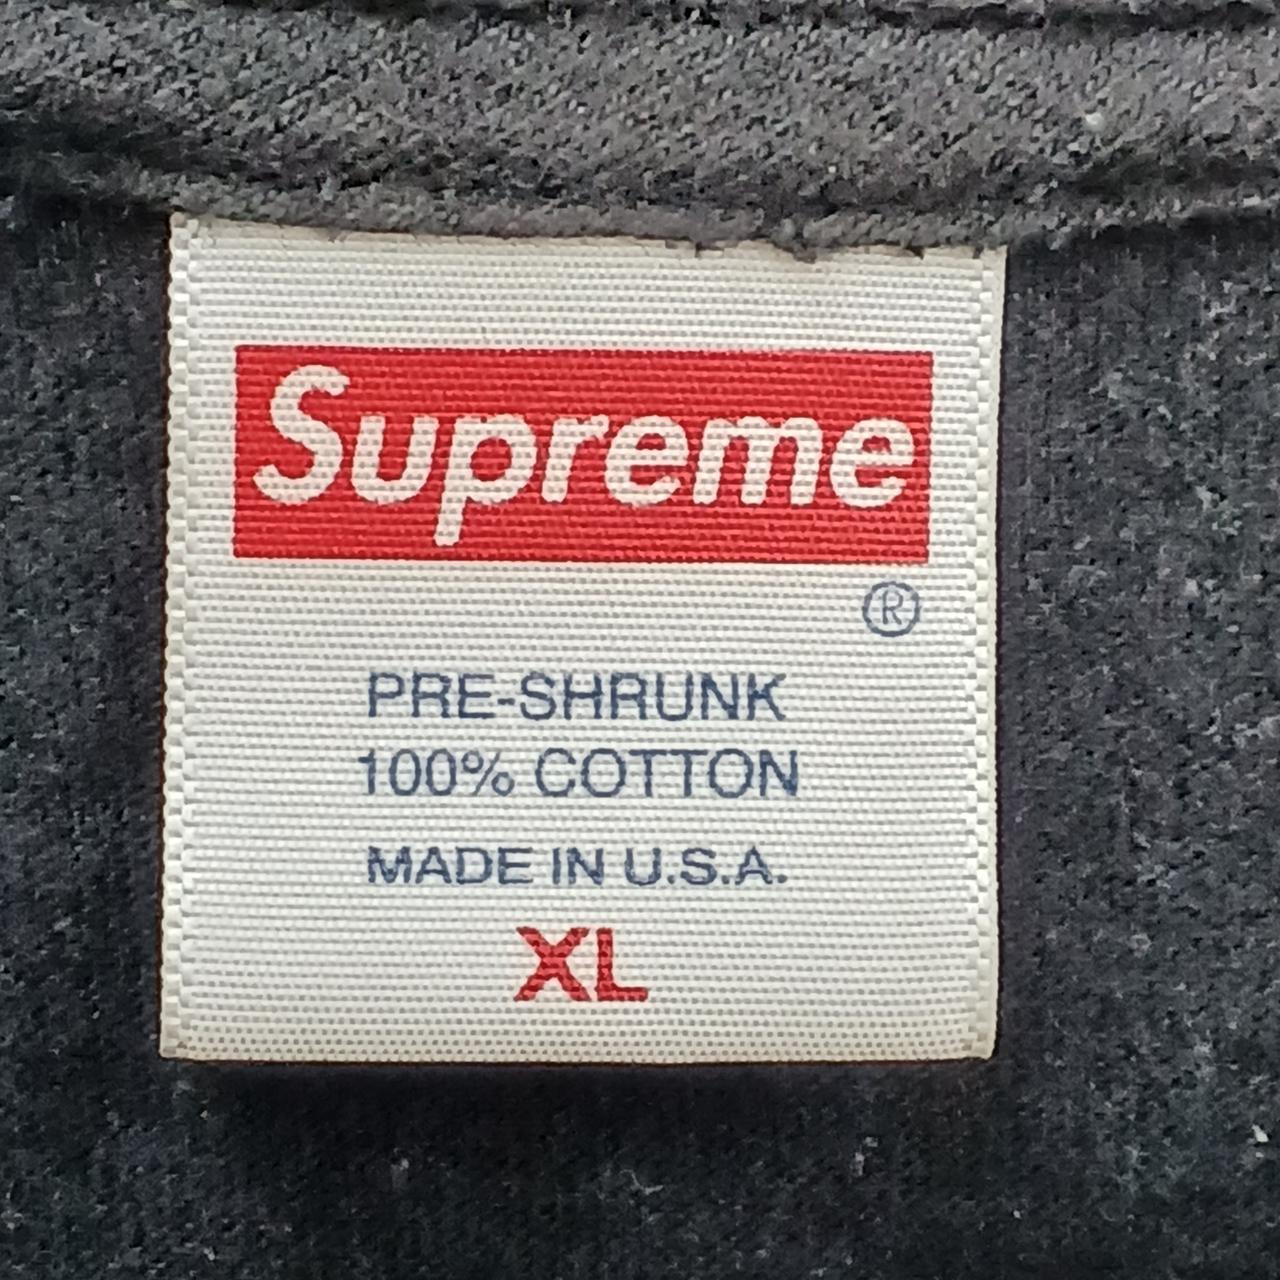 Supreme
®
PRE-SHRUNK
100% COTTON
MADE IN U.S.A.
XL